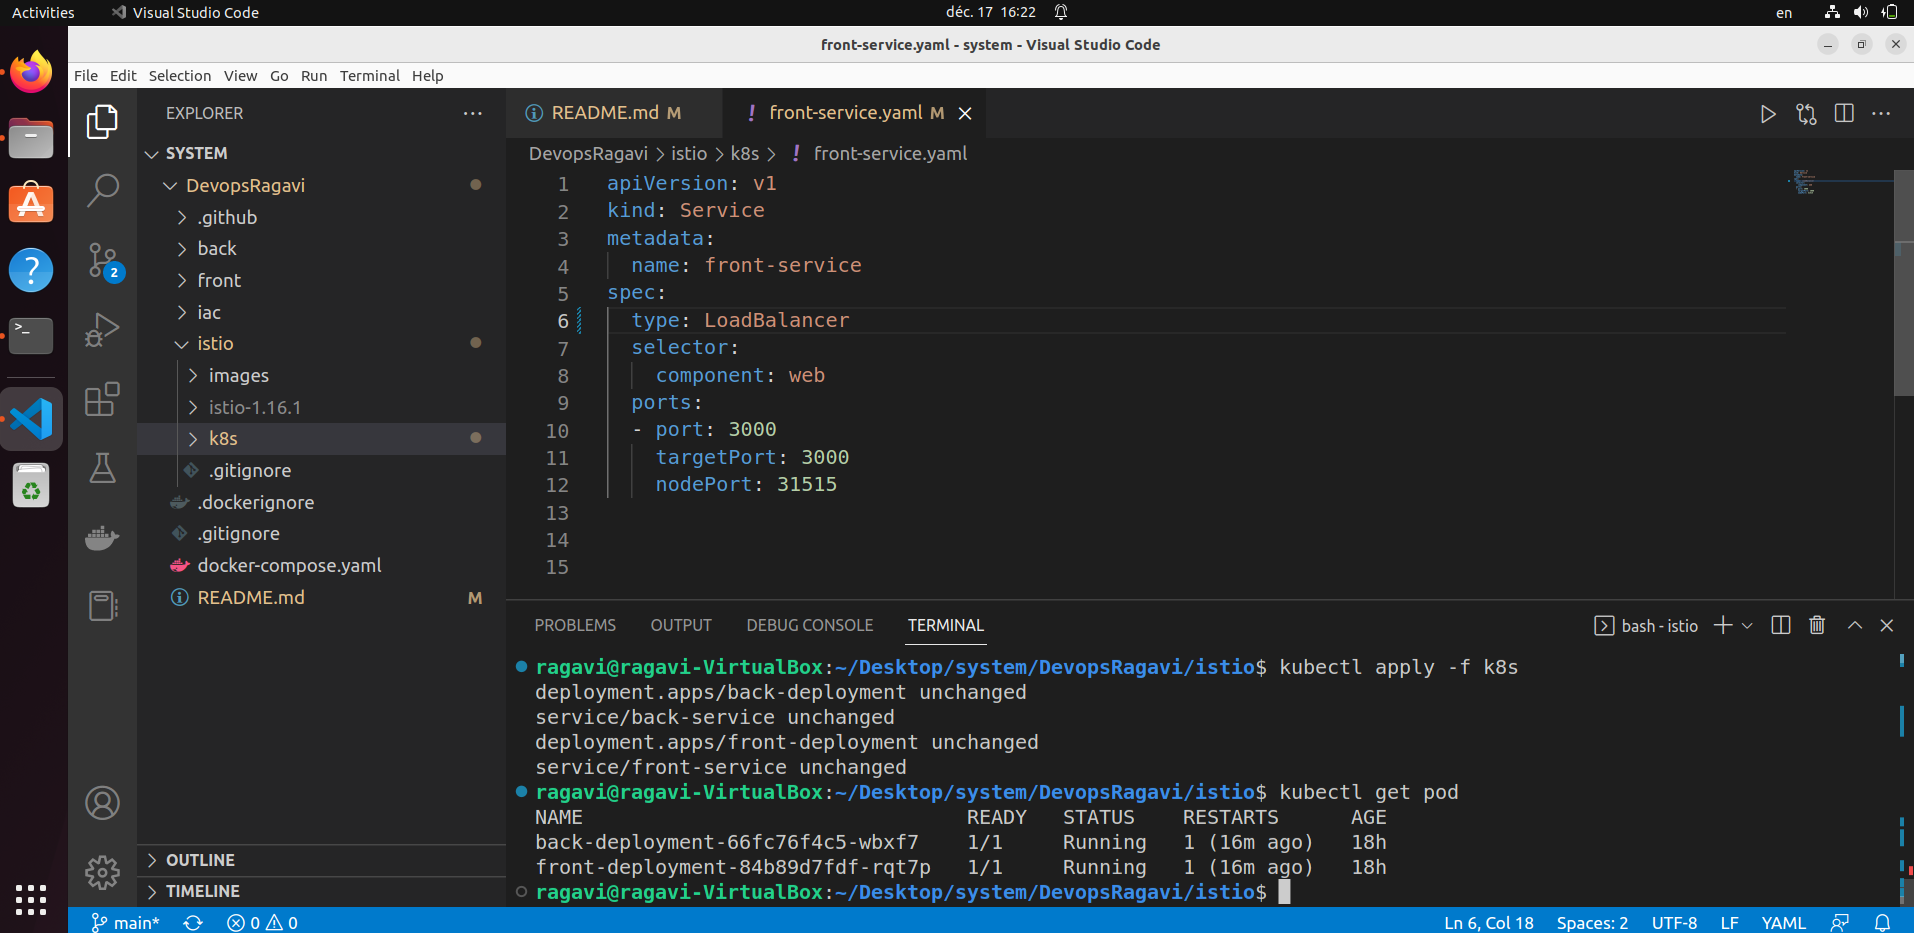 Activities
Visual Studio Code
déc. 17 16:22
en
front-service.yaml - system - Visual Studio Code
File Edit Selection View Go Run Terminal Help
EXPLORER
SYSTEM
DevopsRagavi
.github
back
front
iac
istio
images
istio-1.16.1
k8s
.gitignore
.dockerignore
.gitignore
docker-compose.yaml
README.md M
OUTLINE
TIMELINE
2
README.md M
front-service.yaml M
DevopsRagavi > istio > k8s > ! front-service.yaml
1 apiVersion: v1
2 kind: Service
3 metadata:
4 name: front-service
5 spec:
6 type: LoadBalancer
7 selector:
8 component: web
9 ports:
10 - port: 3000
11 targetPort: 3000
12 nodePort: 31515
13
14
15
PROBLEMS OUTPUT DEBUG CONSOLE TERMINAL
bash - istio
ragavi@ragavi-VirtualBox:~/Desktop/system/DevopsRagavi/istio$ kubectl apply -f k8s
deployment.apps/back-deployment unchanged
service/back-service unchanged
deployment.apps/front-deployment unchanged
service/front-service unchanged
ragavi@ragavi-VirtualBox:~/Desktop/system/DevopsRagavi/istio$ kubectl get pod
NAME READY STATUS RESTARTS AGE
back-deployment-66fc76f4c5-wbxf7 1/1 Running 1 (16m ago) 18h
front-deployment-84b89d7fdf-rqt7p 1/1 Running 1 (16m ago) 18h
ragavi@ragavi-VirtualBox:~/Desktop/system/DevopsRagavi/istio$
main* 0 0
Ln 6, Col 18 Spaces: 2 UTF-8 LF YAML